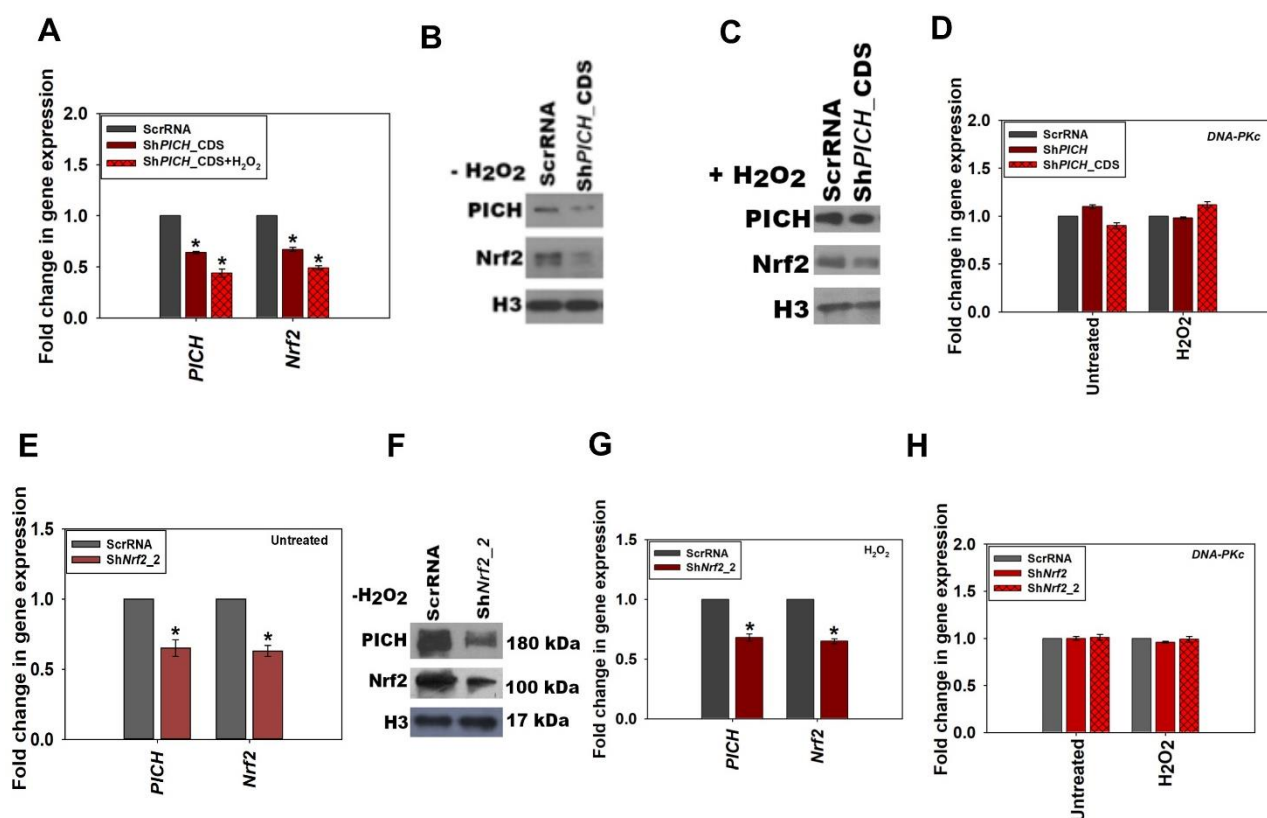 A
Fold change in gene expression
2.0
1.5
1.0
0.5
0.0
ScrRNA
ShPICH_CDS
ShPICH_CDS+H₂O₂
*
*
*
*
PICH
Nrf2
B
- H₂O₂
ScrRNA
ShPICH_CDS
PICH
Nrf2
H3
C
+ H₂O₂
ScrRNA
ShPICH_CDS
PICH
Nrf2
H3
D
Fold change in gene expression
2.0
1.5
1.0
0.5
0.0
ScrRNA
ShPICH
ShPICH_CDS
DNA-PKc
Untreated
H2O2
E
Fold change in gene expression
1.5
1.0
0.5
0.0
ScrRNA
ShNrf2_2
Untreated
*
*
PICH
Nrf2
F
-H₂O₂
ScrRNA
ShNrf2_2
PICH
180 kDa
Nrf2
100 kDa
H3
17 kDa
G
Fold change in gene expression
1.5
1.0
0.5
0.0
ScrRNA
ShNrf2_2
H₂O₂
*
*
PICH
Nrf2
H
Fold change in gene expression
2.0
1.5
1.0
0.5
0.0
ScrRNA
ShNrf2
ShNrf2_2
DNA-PKc
Untreated
H2O2